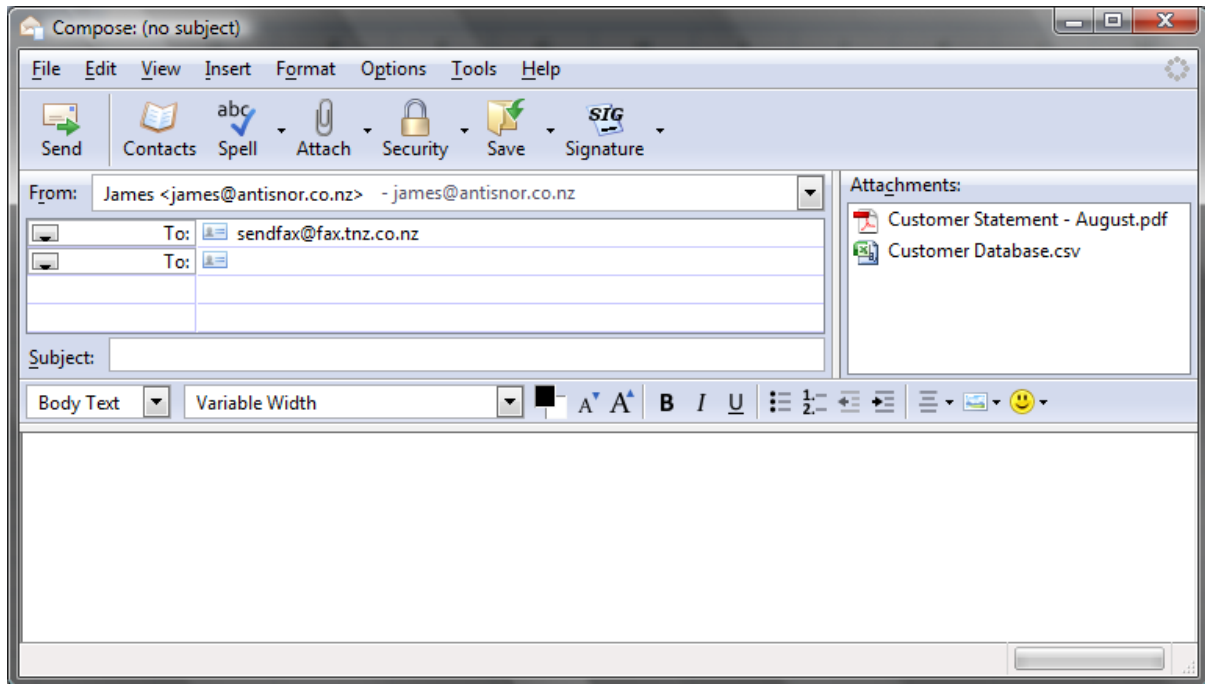 Compose: (no subject)
File Edit View Insert Format Options Tools Help
abc SIG
Send Contacts Spell Attach Security Save Signature
From: James <james@antisnor.co.nz> - james@antisnor.co.nz
To: sendfax@fax.tnz.co.nz
To:
Subject:
Attachments:
Customer Statement - August.pdf
Customer Database.csv
Body Text Variable Width A A B I U 1. 2.